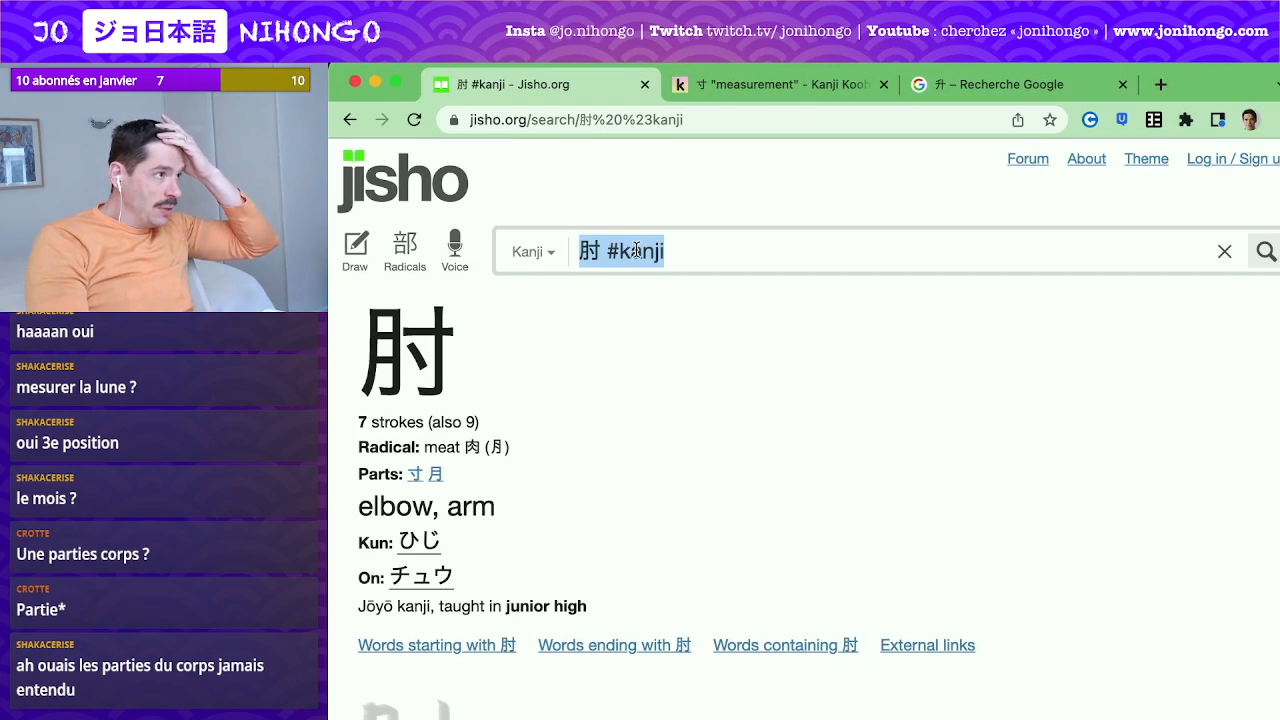 JO ジョ日本語 NIHONGO
Insta @jo.nihongo | Twitch twitch.tv/ jonihongo | Youtube : cherchez « jonihongo » | www.jonihongo.com
10 abonnés en janvier 7 10
肘 #kanji – Jisho.org
寸 "measurement" - Kanji Kooh
升 – Recherche Google
jisho.org/search/肘%20%23kanji
Forum About Theme Log in / Sign u
jisho
Draw
部 Radicals
Voice
Kanji
肘 #kanji
肘
7 strokes (also 9)
Radical: meat 肉 (⺼)
Parts: 寸 月
elbow, arm
Kun: ひじ
On: チュウ
Jōyō kanji, taught in junior high
Words starting with 肘 Words ending with 肘 Words containing 肘 External links
SHAKACERISE
haaaan oui
SHAKACERISE
mesurer la lune ?
SHAKACERISE
oui 3e position
SHAKACERISE
le mois ?
CROTTE
Une parties corps ?
CROTTE
Partie*
SHAKACERISE
ah ouais les parties du corps jamais
entendu